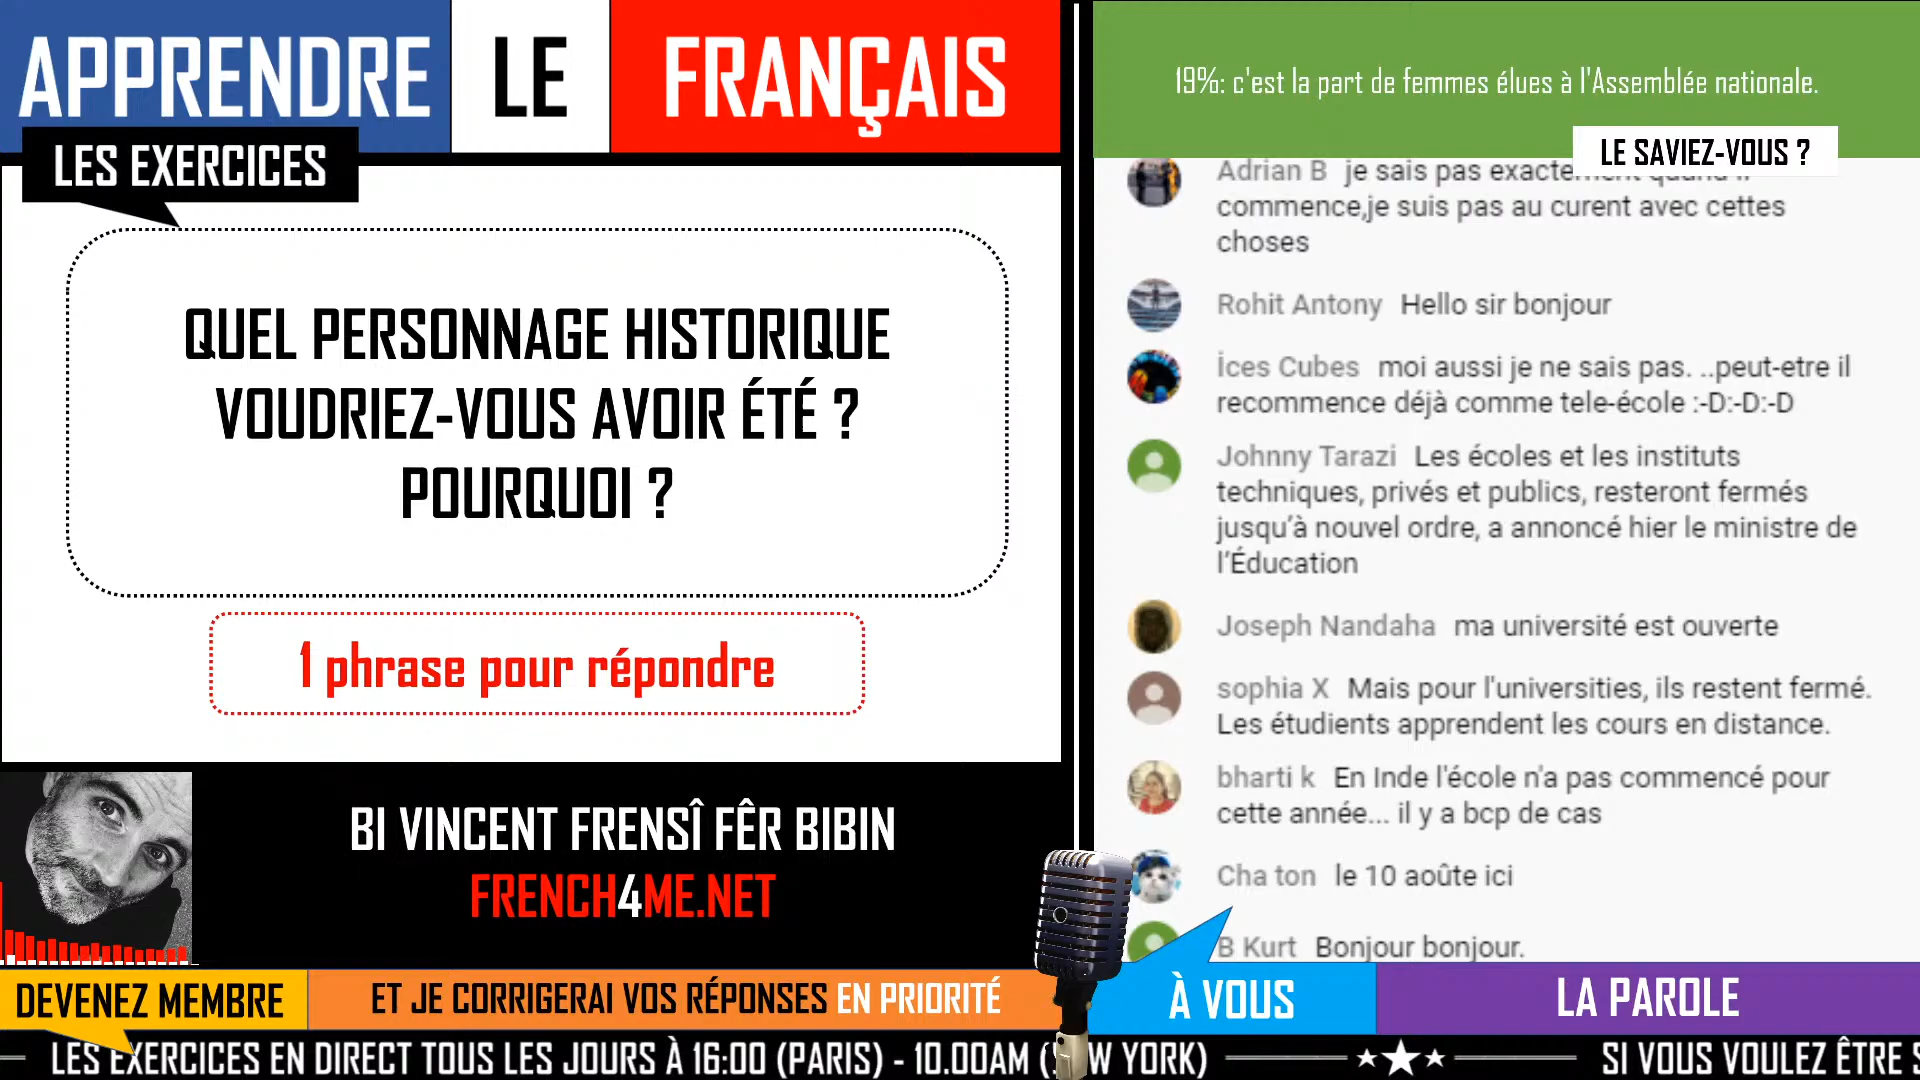 APPRENDRE LE FRANÇAIS
LES EXERCICES
QUEL PERSONNAGE HISTORIQUE
VOUDRIEZ-VOUS AVOIR ÉTÉ ?
POURQUOI ?
1 phrase pour répondre
BI VINCENT FRENSÎ FÊR BIBIN
FRENCH4ME.NET
DEVENEZ MEMBRE
ET JE CORRIGERAI VOS RÉPONSES EN PRIORITÉ
19%: c'est la part de femmes élues à l'Assemblée nationale.
LE SAVIEZ-VOUS ?
Adrian B je sais pas exactement quand il
commence,je suis pas au curent avec cettes
choses
Rohit Antony Hello sir bonjour
İces Cubes moi aussi je ne sais pas. ..peut-etre il
recommence déjà comme tele-école :-D:-D:-D
Johnny Tarazi Les écoles et les instituts
techniques, privés et publics, resteront fermés
jusqu'à nouvel ordre, a annoncé hier le ministre de
l'Éducation
Joseph Nandaha ma université est ouverte
sophia X Mais pour l'universities, ils restent fermé.
Les étudients apprendent les cours en distance.
bharti k En Inde l'école n'a pas commencé pour
cette année... il y a bcp de cas
Cha ton le 10 aoûte ici
B Kurt Bonjour bonjour.
À VOUS
LA PAROLE
LES EXERCICES EN DIRECT TOUS LES JOURS À 16:00 (PARIS) - 10.00AM (NEW YORK)
SI VOUS VOULEZ ÊTRE